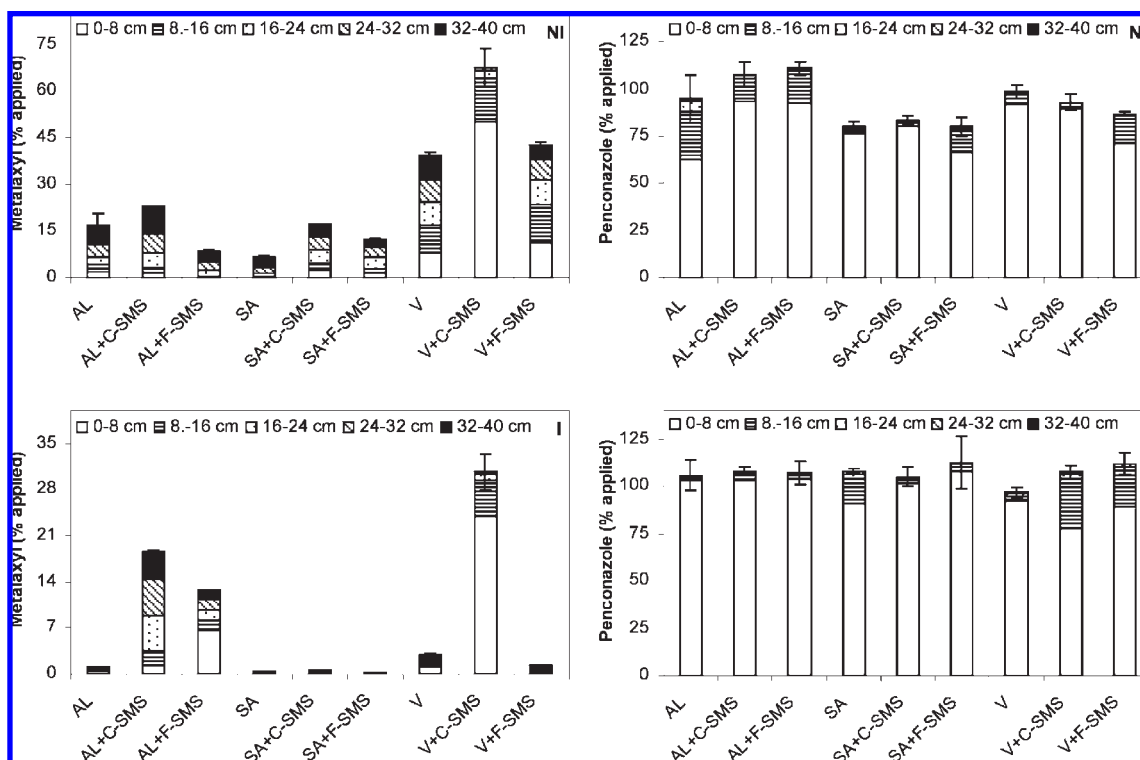 0-8 cm 8.-16 cm 16-24 cm 24-32 cm 32-40 cm NI
Metalaxyl (% applied)
75
60
45
30
15
0
AL AL+C-SMS AL+F-SMS SA SA+C-SMS SA+F-SMS V V+C-SMS V+F-SMS
0-8 cm 8.-16 cm 16-24 cm 24-32 cm 32-40 cm N
Penconazole (% applied)
125
100
75
50
25
0
AL AL+C-SMS AL+F-SMS SA SA+C-SMS SA+F-SMS V V+C-SMS V+F-SMS
0-8 cm 8.-16 cm 16-24 cm 24-32 cm 32-40 cm I
Metalaxyl (% applied)
35
28
21
14
7
0
AL AL+C-SMS AL+F-SMS SA SA+C-SMS SA+F-SMS V V+C-SMS V+F-SMS
0-8 cm 8.-16 cm 16-24 cm 24-32 cm 32-40 cm
Penconazole (% applied)
125
100
75
50
25
0
AL AL+C-SMS AL+F-SMS SA SA+C-SMS SA+F-SMS V V+C-SMS V+F-SMS